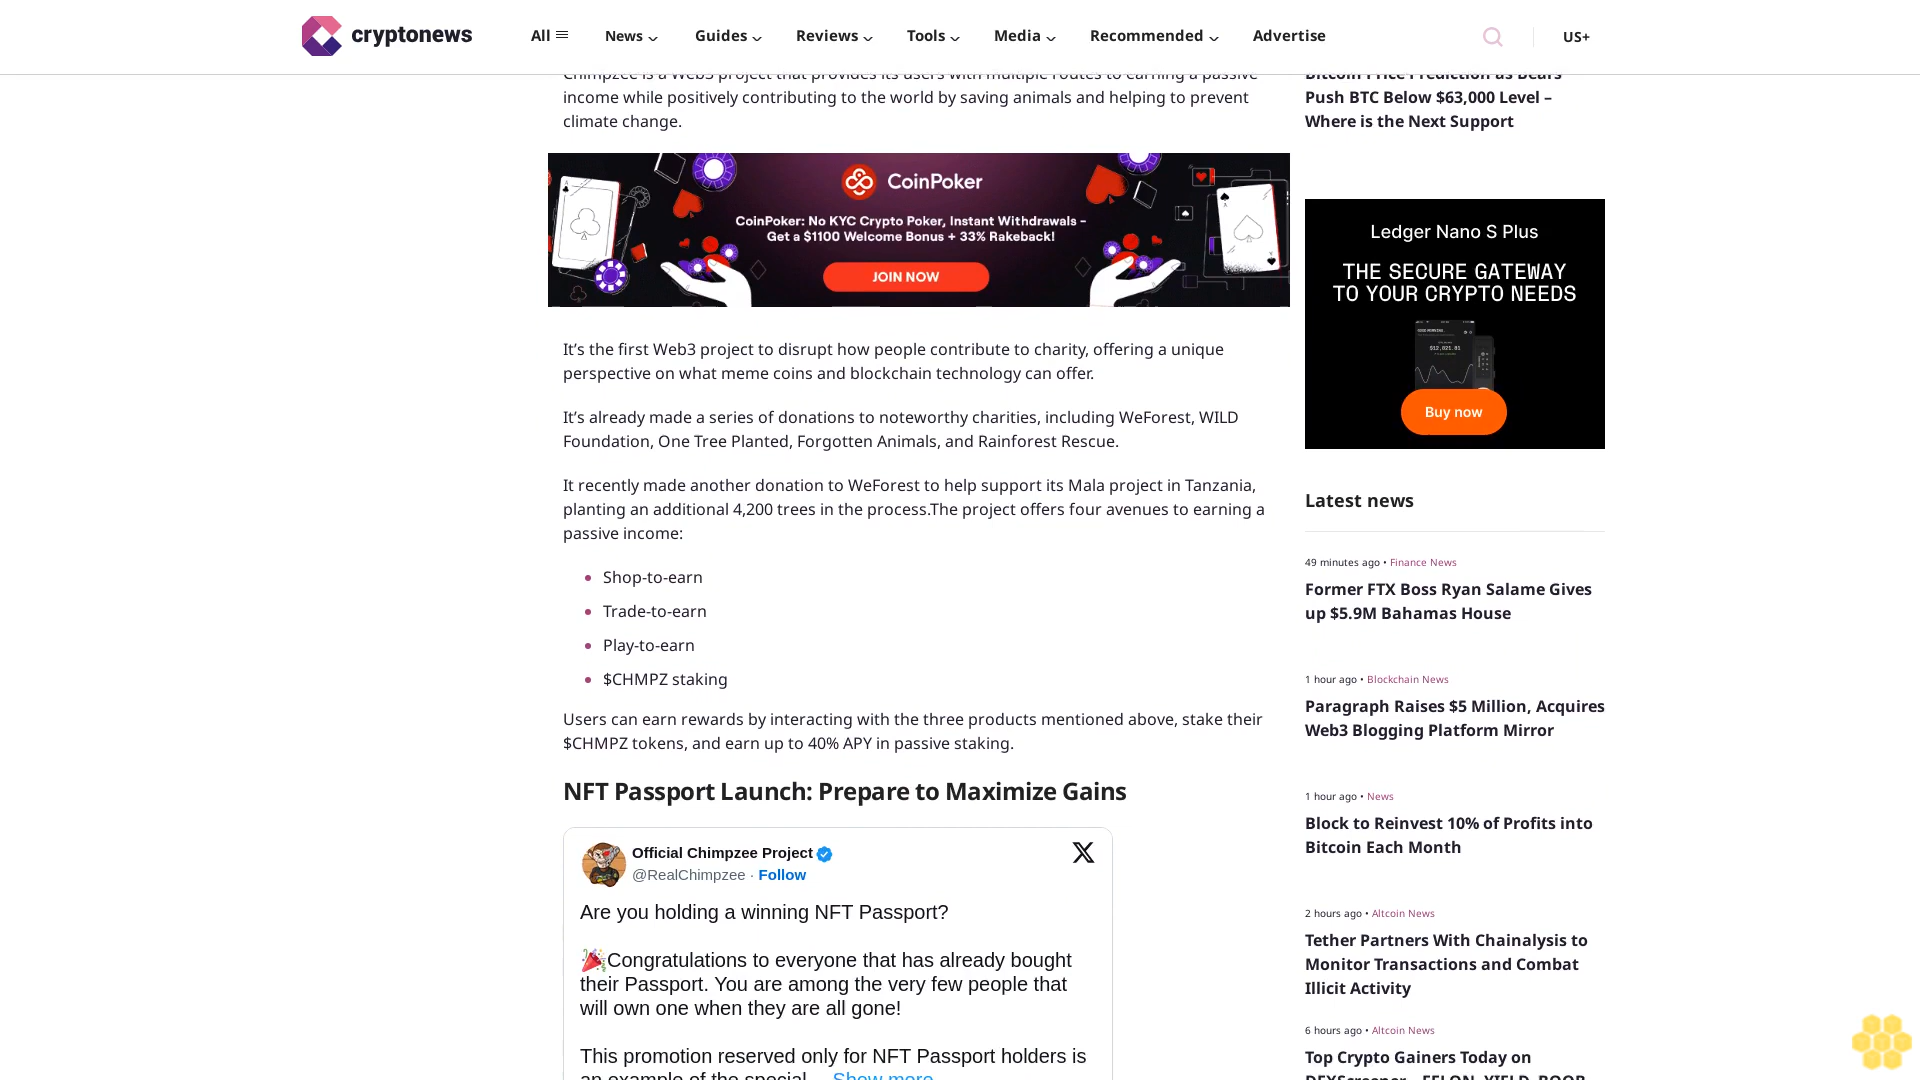 cryptonews
All
News
Guides
Reviews
Tools
Media
Recommended
Advertise
US+
Chimpzee is a Web3 project that provides its users with multiple routes to earning a passive
income while positively contributing to the world by saving animals and helping to prevent
climate change.
CoinPoker
CoinPoker: No KYC Crypto Poker, Instant Withdrawals –
Get a $1100 Welcome Bonus + 33% Rakeback!
JOIN NOW
It’s the first Web3 project to disrupt how people contribute to charity, offering a unique
perspective on what meme coins and blockchain technology can offer.
It’s already made a series of donations to noteworthy charities, including WeForest, WILD
Foundation, One Tree Planted, Forgotten Animals, and Rainforest Rescue.
It recently made another donation to WeForest to help support its Mala project in Tanzania,
planting an additional 4,200 trees in the process.The project offers four avenues to earning a
passive income:
Shop-to-earn
Trade-to-earn
Play-to-earn
$CHMPZ staking
Users can earn rewards by interacting with the three products mentioned above, stake their
$CHMPZ tokens, and earn up to 40% APY in passive staking.
NFT Passport Launch: Prepare to Maximize Gains
Official Chimpzee Project
@RealChimpzee · Follow
Are you holding a winning NFT Passport?
🎉Congratulations to everyone that has already bought
their Passport. You are among the very few people that
will own one when they are all gone!
This promotion reserved only for NFT Passport holders is
an example of the special… Show more
Bitcoin Price Prediction as Bears
Push BTC Below $63,000 Level –
Where is the Next Support
Ledger Nano S Plus
THE SECURE GATEWAY
TO YOUR CRYPTO NEEDS
$12,821.81
Buy now
Latest news
49 minutes ago • Finance News
Former FTX Boss Ryan Salame Gives
up $5.9M Bahamas House
1 hour ago • Blockchain News
Paragraph Raises $5 Million, Acquires
Web3 Blogging Platform Mirror
1 hour ago • News
Block to Reinvest 10% of Profits into
Bitcoin Each Month
2 hours ago • Altcoin News
Tether Partners With Chainalysis to
Monitor Transactions and Combat
Illicit Activity
6 hours ago • Altcoin News
Top Crypto Gainers Today on
DEXScreener – FELON, YIELD, BOOB